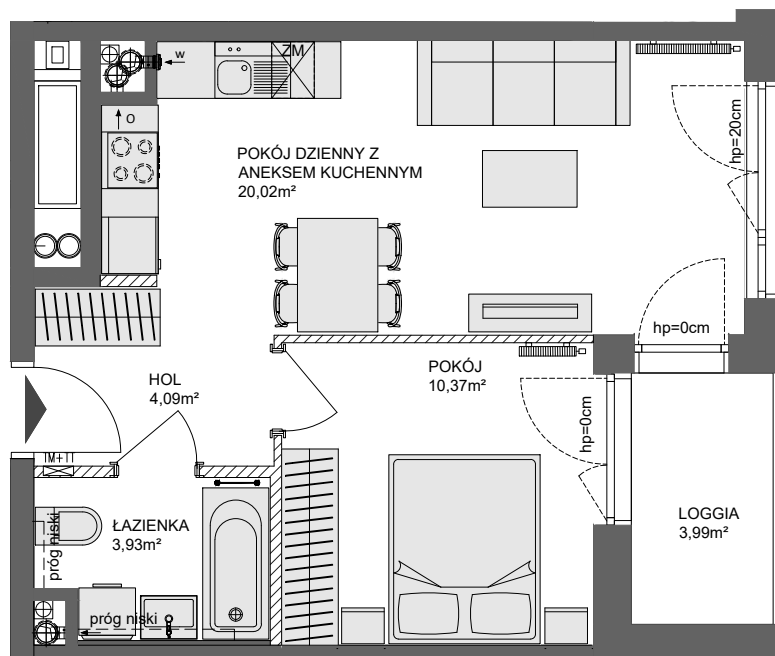 w
ZM
O
hp=20cm
POKÓJ DZIENNY Z
ANEKSEM KUCHENNYM
20,02m²
hp=0cm
POKÓJ
10,37m²
HOL
4,09m²
hp=0cm
TM+TT
ŁAZIENKA
3,93m²
LOGGIA
3,99m²
próg niski
próg niski